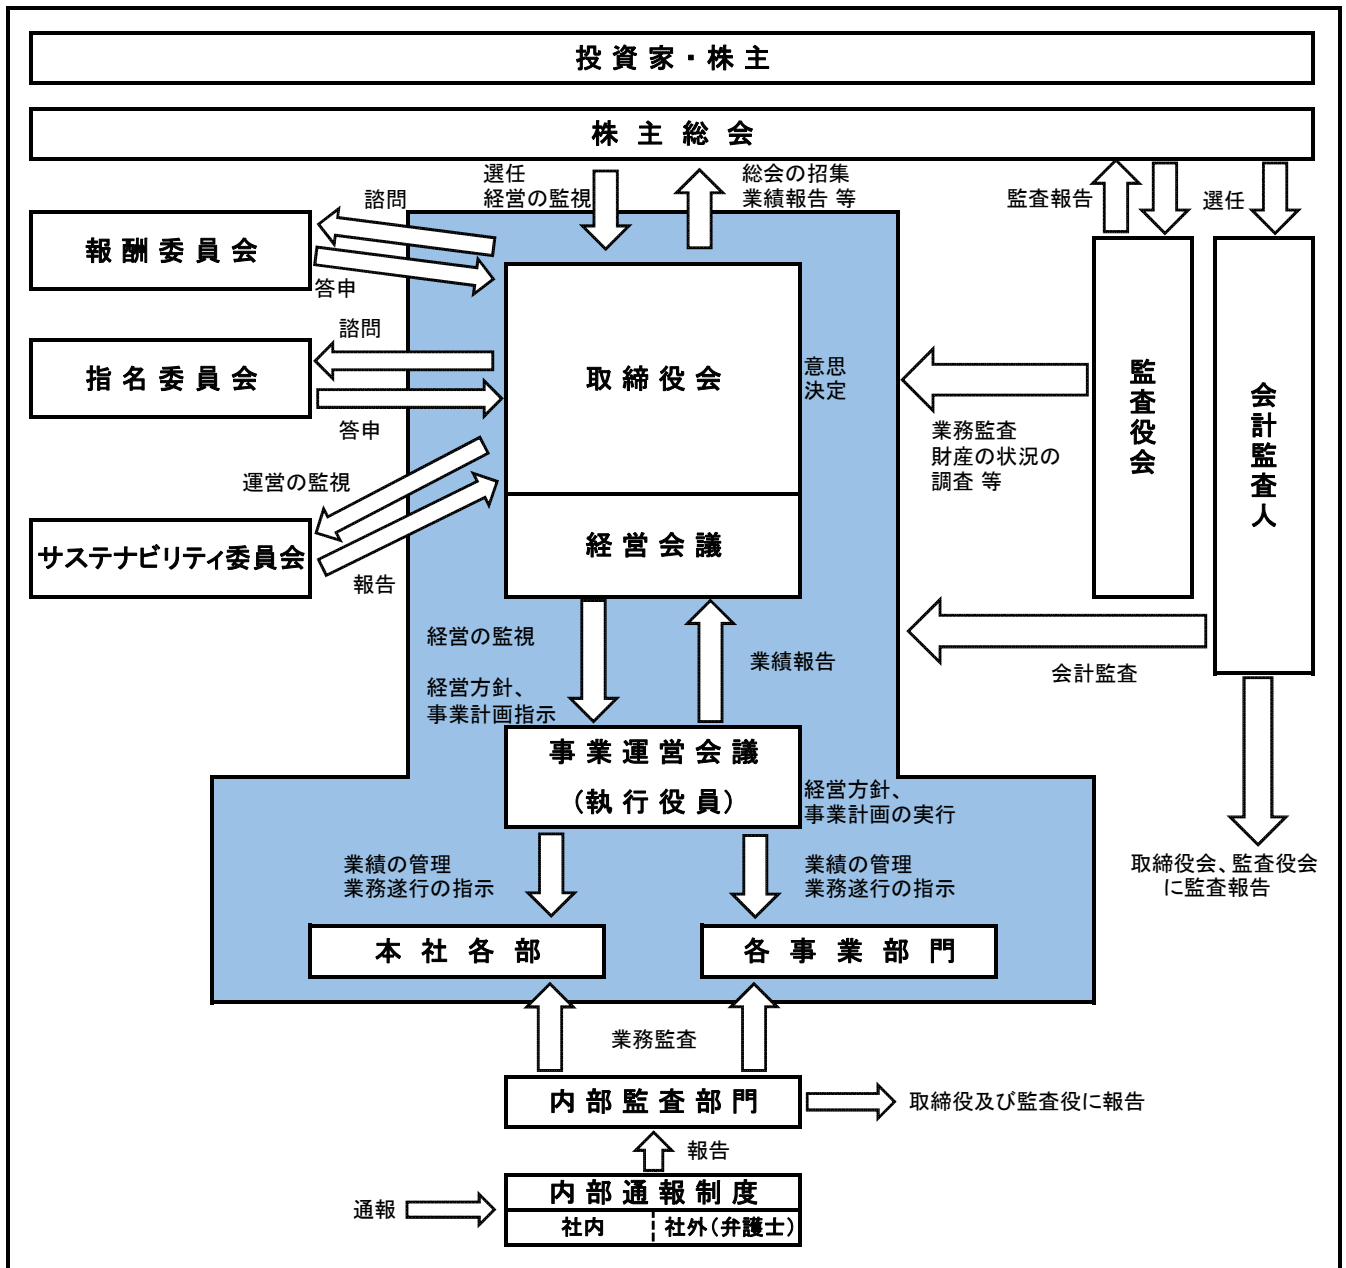 投資家・株主
株主総会
選任
経営の監視
総会の招集
業績報告 等
監査報告
選任
諮問
報酬委員会
答申
諮問
指名委員会
答申
取締役会
意思
決定
業務監査
財産の状況の
調査 等
監査役会
会計監査人
運営の監視
サステナビリティ委員会
報告
経営会議
経営の監視
経営方針、
事業計画指示
業績報告
会計監査
事業運営会議
（執行役員）
経営方針、
事業計画の実行
業績の管理
業務遂行の指示
業績の管理
業務遂行の指示
取締役会、監査役会
に監査報告
本社各部
各事業部門
業務監査
内部監査部門
取締役及び監査役に報告
報告
通報
内部通報制度
社内
社外（弁護士）